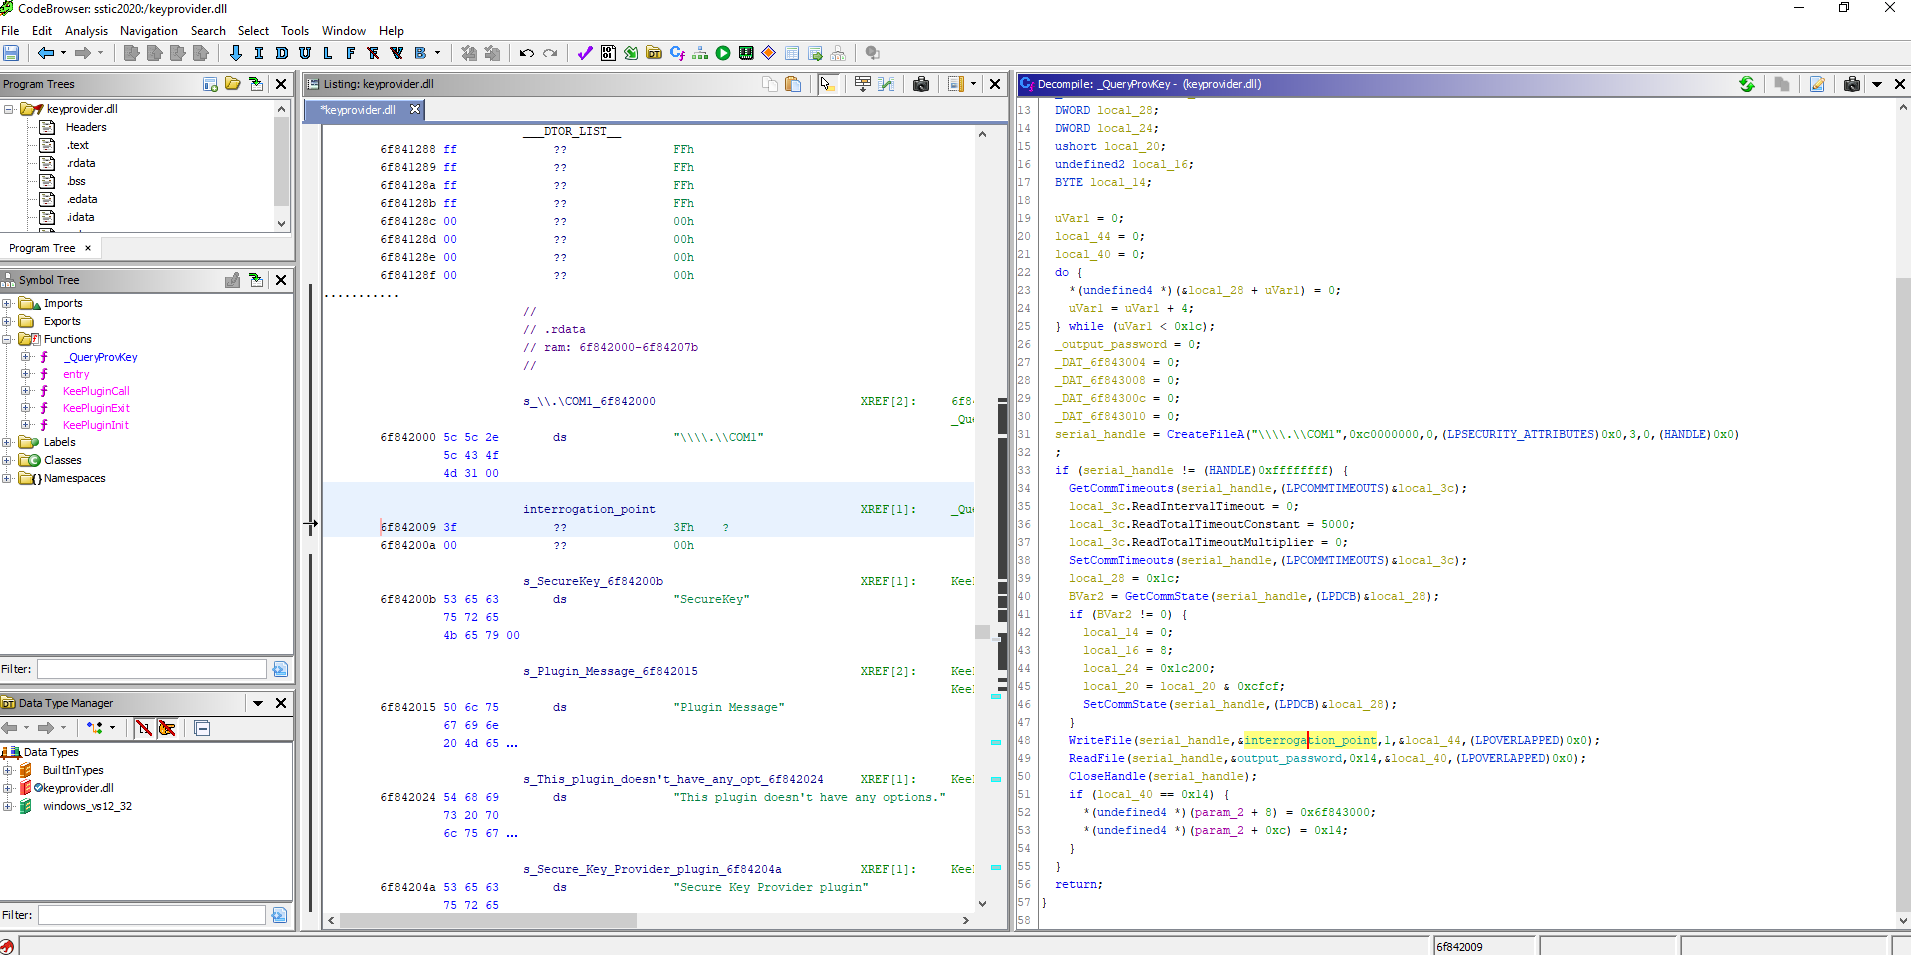 CodeBrowser: sstic2020:/keyprovider.dll
File Edit Analysis Navigation Search Select Tools Window Help
I D U L F F V B
Program Trees
keyprovider.dll
Headers
.text
.rdata
.bss
.edata
.idata
Program Tree ×
Symbol Tree
Imports
Exports
Functions
f _QueryProvKey
f entry
f KeePluginCall
f KeePluginExit
f KeePluginInit
Labels
Classes
Namespaces
Filter:
Data Type Manager
Data Types
BuiltInTypes
keyprovider.dll
windows_vs12_32
Filter:
Listing: keyprovider.dll
*keyprovider.dll
___DTOR_LIST__
6f841288 ff ?? FFh
6f841289 ff ?? FFh
6f84128a ff ?? FFh
6f84128b ff ?? FFh
6f84128c 00 ?? 00h
6f84128d 00 ?? 00h
6f84128e 00 ?? 00h
6f84128f 00 ?? 00h
...........
//
// .rdata
// ram: 6f842000-6f84207b
//
s_\\.\COM1_6f842000 XREF[2]: 6f84
_Que
6f842000 5c 5c 2e ds "\\\\.\\COM1"
5c 43 4f
4d 31 00
interrogation_point XREF[1]: _Que
6f842009 3f ?? 3Fh ?
6f84200a 00 ?? 00h
s_SecureKey_6f84200b XREF[1]: Kee
6f84200b 53 65 63 ds "SecureKey"
75 72 65
4b 65 79 00
s_Plugin_Message_6f842015 XREF[2]: Kee
Kee
6f842015 50 6c 75 ds "Plugin Message"
67 69 6e
20 4d 65 ...
s_This_plugin_doesn't_have_any_opt_6f842024 XREF[1]: Kee
6f842024 54 68 69 ds "This plugin doesn't have any options."
73 20 70
6c 75 67 ...
s_Secure_Key_Provider_plugin_6f84204a XREF[1]: Kee
6f84204a 53 65 63 ds "Secure Key Provider plugin"
75 72 65
Decompile: _QueryProvKey - (keyprovider.dll)
13 DWORD local_28;
14 DWORD local_24;
15 ushort local_20;
16 undefined2 local_16;
17 BYTE local_14;
18
19 uVar1 = 0;
20 local_44 = 0;
21 local_40 = 0;
22 do {
23 *(undefined4 *)(&local_28 + uVar1) = 0;
24 uVar1 = uVar1 + 4;
25 } while (uVar1 < 0x1c);
26 _output_password = 0;
27 _DAT_6f843004 = 0;
28 _DAT_6f843008 = 0;
29 _DAT_6f84300c = 0;
30 _DAT_6f843010 = 0;
31 serial_handle = CreateFileA("\\\\.\\COM1",0xc0000000,0,(LPSECURITY_ATTRIBUTES)0x0,3,0,(HANDLE)0x0)
32 ;
33 if (serial_handle != (HANDLE)0xffffffff) {
34 GetCommTimeouts(serial_handle,(LPCOMMTIMEOUTS)&local_3c);
35 local_3c.ReadIntervalTimeout = 0;
36 local_3c.ReadTotalTimeoutConstant = 5000;
37 local_3c.ReadTotalTimeoutMultiplier = 0;
38 SetCommTimeouts(serial_handle,(LPCOMMTIMEOUTS)&local_3c);
39 local_28 = 0x1c;
40 BVar2 = GetCommState(serial_handle,(LPDCB)&local_28);
41 if (BVar2 != 0) {
42 local_14 = 0;
43 local_16 = 8;
44 local_24 = 0x1c200;
45 local_20 = local_20 & 0xcfcf;
46 SetCommState(serial_handle,(LPDCB)&local_28);
47 }
48 WriteFile(serial_handle,&interrogation_point,1,&local_44,(LPOVERLAPPED)0x0);
49 ReadFile(serial_handle,&output_password,0x14,&local_40,(LPOVERLAPPED)0x0);
50 CloseHandle(serial_handle);
51 if (local_40 == 0x14) {
52 *(undefined4 *)(param_2 + 8) = 0x6f843000;
53 *(undefined4 *)(param_2 + 0xc) = 0x14;
54 }
55 }
56 return;
57 }
58
6f842009